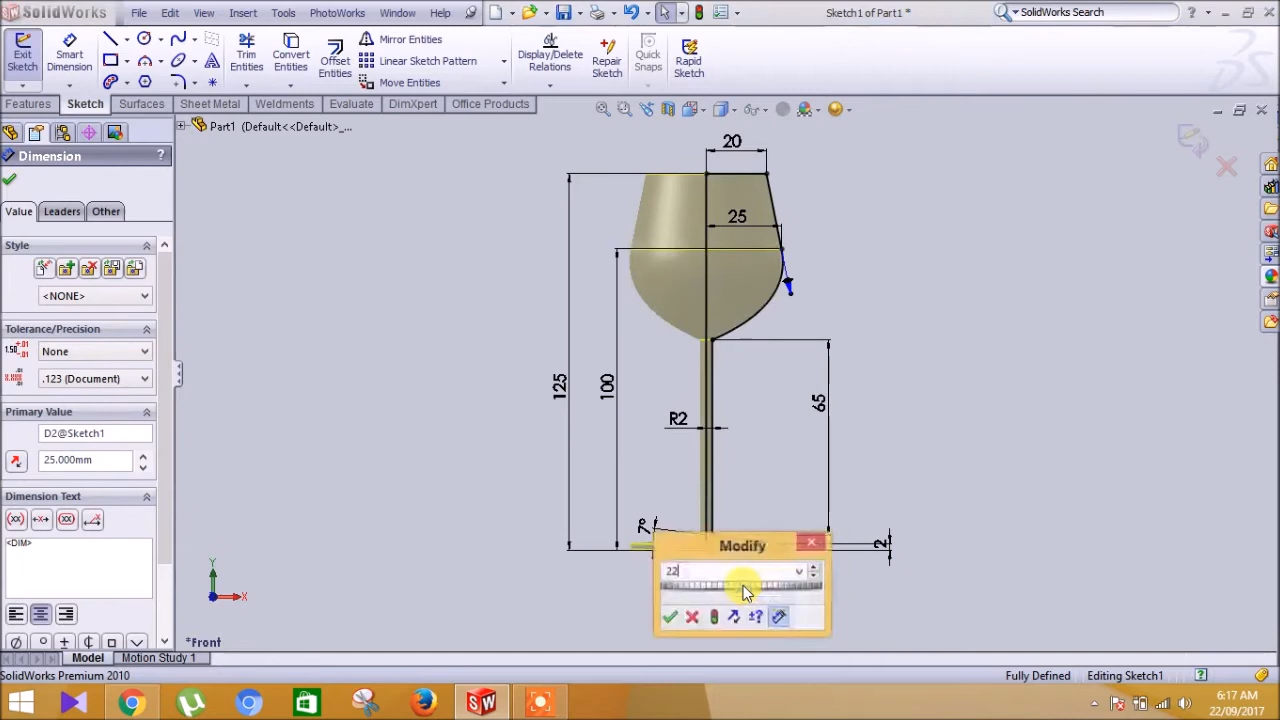 SolidWorks
File
Edit
View
Insert
Tools
PhotoWorks
Window
Help
Sketch1 of Part1 *
SolidWorks Search
Exit Sketch
Smart Dimension
Trim Entities
Convert Entities
Offset Entities
Mirror Entities
Linear Sketch Pattern
Move Entities
Display/Delete Relations
Repair Sketch
Quick Snaps
Rapid Sketch
Features
Sketch
Surfaces
Sheet Metal
Weldments
Evaluate
DimXpert
Office Products
Part1 (Default<<Default>_...
Dimension
?
Value
Leaders
Other
Style
<NONE>
Tolerance/Precision
None
.123 (Document)
Primary Value
D2@Sketch1
25.000mm
Dimension Text
<DIM>
20
25
125
100
R2
65
7°
2
Modify
22
±?
Y
X
*Front
Model
Motion Study 1
SolidWorks Premium 2010
Fully Defined
Editing Sketch1
6:17 AM
22/09/2017